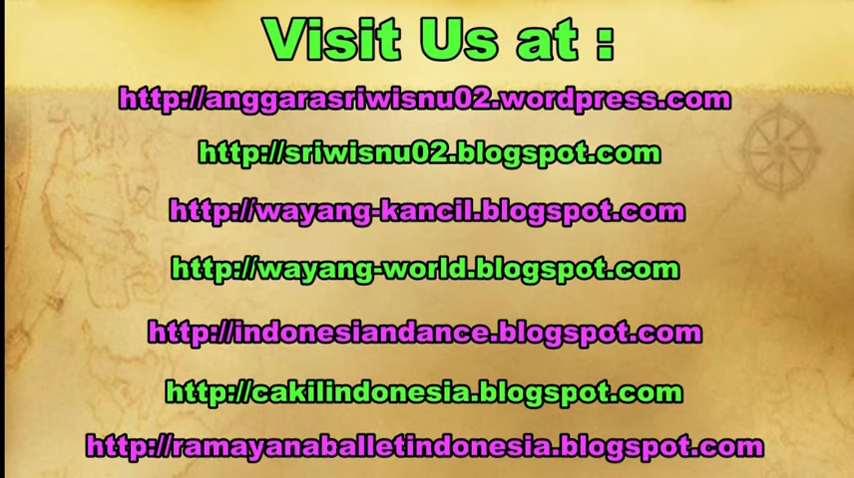 Visit Us at :
http://anggarasriwisnu02.wordpress.com
http://sriwisnu02.blogspot.com
http://wayang-kancil.blogspot.com
http://wayang-world.blogspot.com
http://indonesiandance.blogspot.com
http://cakilindonesia.blogspot.com
http://ramayanaballetindonesia.blogspot.com